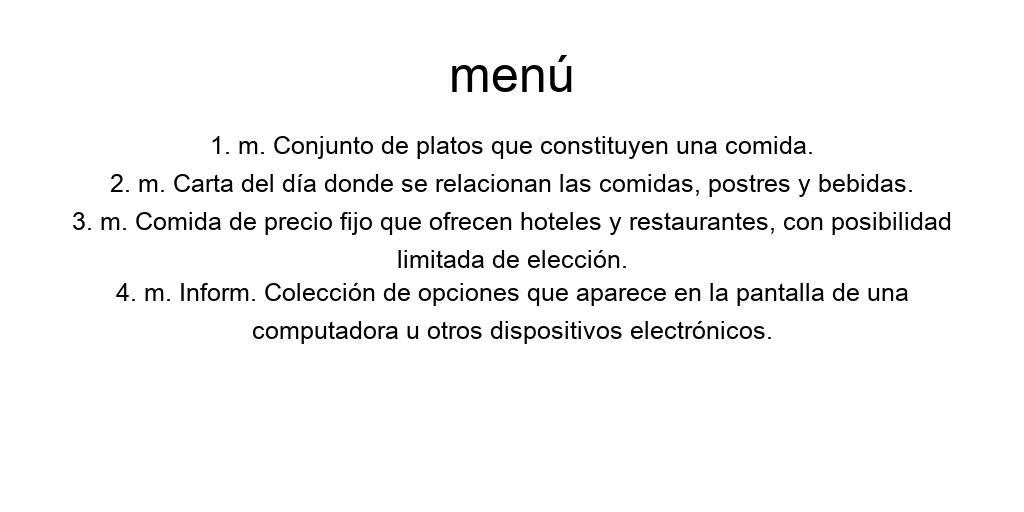 menú
1. m. Conjunto de platos que constituyen una comida.
2. m. Carta del día donde se relacionan las comidas, postres y bebidas.
3. m. Comida de precio fijo que ofrecen hoteles y restaurantes, con posibilidad
limitada de elección.
4. m. Inform. Colección de opciones que aparece en la pantalla de una
computadora u otros dispositivos electrónicos.